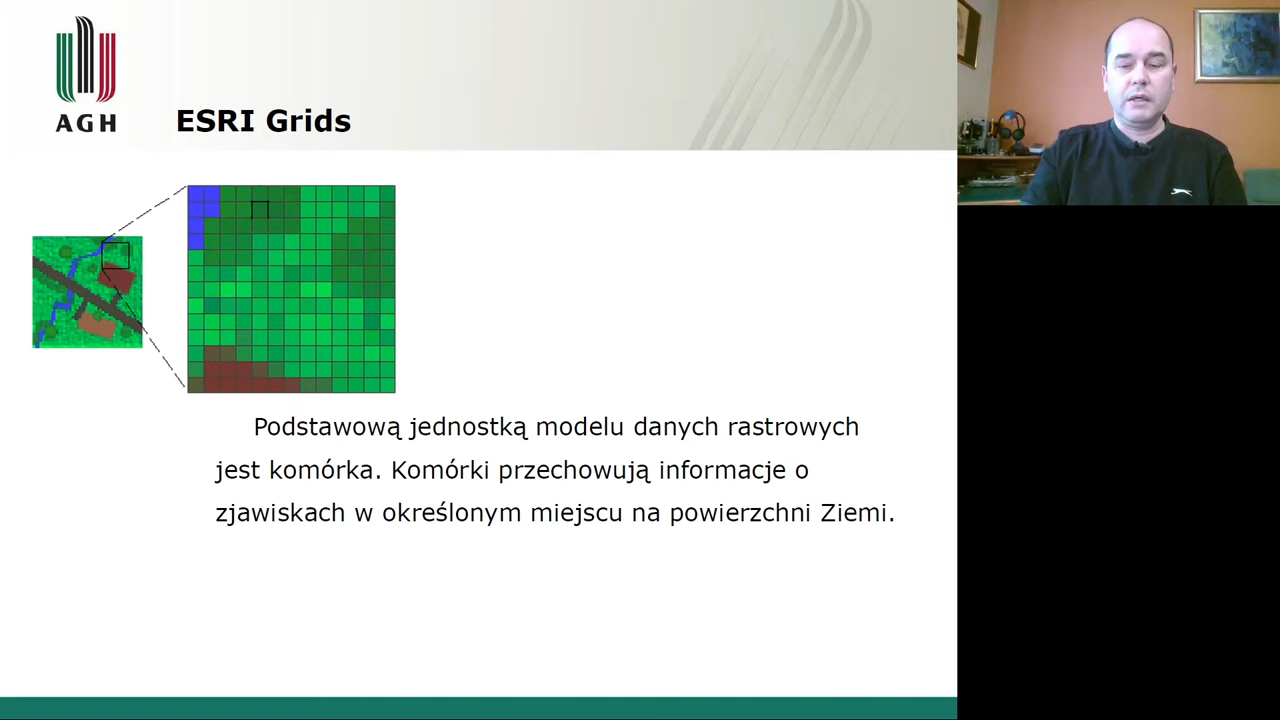 AGH
ESRI Grids
Podstawową jednostką modelu danych rastrowych
jest komórka. Komórki przechowują informacje o
zjawiskach w określonym miejscu na powierzchni Ziemi.